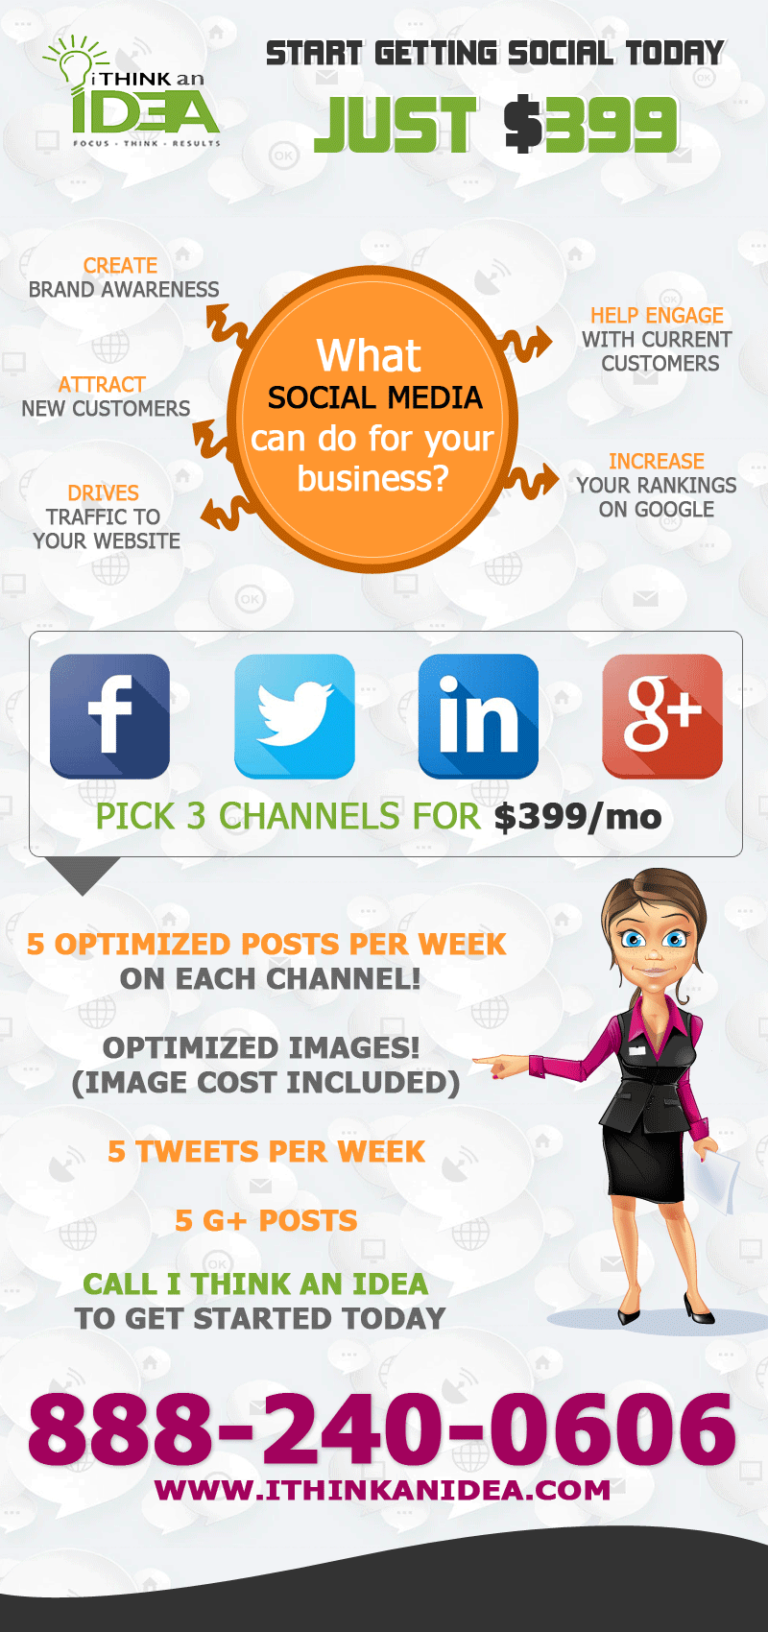 iTHINK an
IDEA
FOCUS - THINK - RESULTS
START GETTING SOCIAL TODAY
JUST $399
CREATE
BRAND AWARENESS
ATTRACT
NEW CUSTOMERS
DRIVES
TRAFFIC TO
YOUR WEBSITE
What
SOCIAL MEDIA
can do for your
business?
HELP ENGAGE
WITH CURRENT
CUSTOMERS
INCREASE
YOUR RANKINGS
ON GOOGLE
f
in
g+
PICK 3 CHANNELS FOR $399/mo
5 OPTIMIZED POSTS PER WEEK
ON EACH CHANNEL!
OPTIMIZED IMAGES!
(IMAGE COST INCLUDED)
5 TWEETS PER WEEK
5 G+ POSTS
CALL I THINK AN IDEA
TO GET STARTED TODAY
888-240-0606
WWW.ITHINKANIDEA.COM